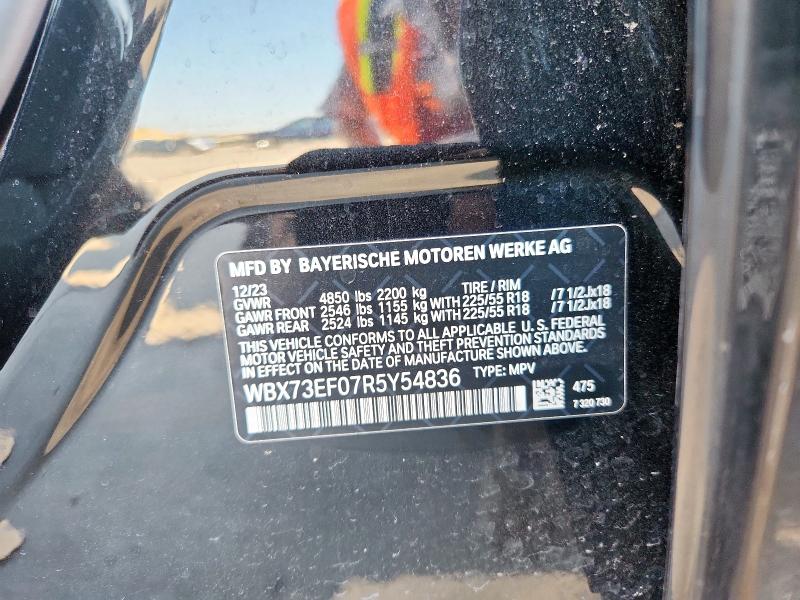 MFD BY BAYERISCHE MOTOREN WERKE AG
12/23 TIRE / RIM
GVWR 4850 lbs 2200 kg
GAWR FRONT 2546 lbs 1155 kg WITH 225/55 R18 /7 1/2Jx18
GAWR REAR 2524 lbs 1145 kg WITH 225/55 R18 /7 1/2Jx18
THIS VEHICLE CONFORMS TO ALL APPLICABLE U.S. FEDERAL
MOTOR VEHICLE SAFETY AND THEFT PREVENTION STANDARDS
IN EFFECT ON THE DATE OF MANUFACTURE SHOWN ABOVE.
WBX73EF07R5Y54836 TYPE: MPV
475
7 320 730